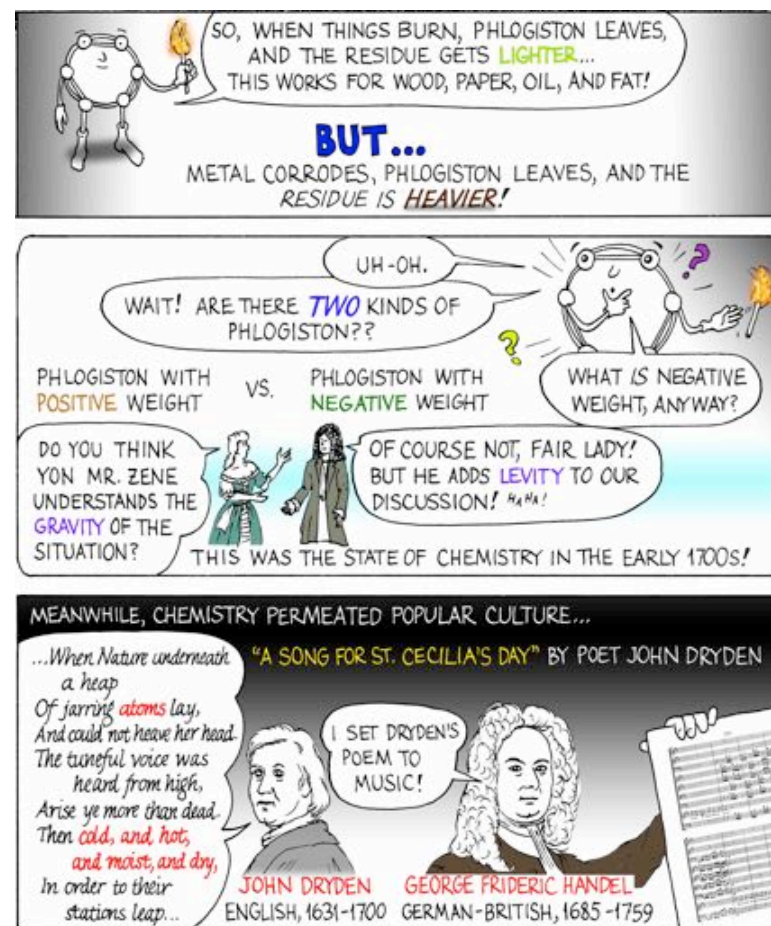 SO, WHEN THINGS BURN, PHLOGISTON LEAVES,
AND THE RESIDUE GETS LIGHTER...
THIS WORKS FOR WOOD, PAPER, OIL, AND FAT!
BUT...
METAL CORRODES, PHLOGISTON LEAVES, AND THE
RESIDUE IS HEAVIER!
UH-OH.
WAIT! ARE THERE TWO KINDS OF
PHLOGISTON??
?
?
WHAT IS NEGATIVE
WEIGHT, ANYWAY?
PHLOGISTON WITH
POSITIVE WEIGHT
VS.
PHLOGISTON WITH
NEGATIVE WEIGHT
DO YOU THINK
YON MR. ZENE
UNDERSTANDS THE
GRAVITY OF THE
SITUATION?
OF COURSE NOT, FAIR LADY!
BUT HE ADDS LEVITY TO OUR
DISCUSSION! HAHA!
THIS WAS THE STATE OF CHEMISTRY IN THE EARLY 1700s!
MEANWHILE, CHEMISTRY PERMEATED POPULAR CULTURE...
"A SONG FOR ST. CECILIA'S DAY" BY POET JOHN DRYDEN
...When Nature underneath
a heap
Of jarring atoms lay,
And could not heave her head.
The tuneful voice was
heard from high,
Arise ye more than dead.
Then cold, and hot,
and moist, and dry,
In order to their
stations leap...
I SET DRYDEN'S
POEM TO
MUSIC!
JOHN DRYDEN
ENGLISH, 1631-1700
GEORGE FRIDERIC HANDEL
GERMAN-BRITISH, 1685-1759